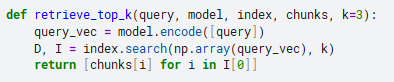 def retrieve_top_k(query, model, index, chunks, k=3):
    query_vec = model.encode([query])
    D, I = index.search(np.array(query_vec), k)
    return [chunks[i] for i in I[0]]